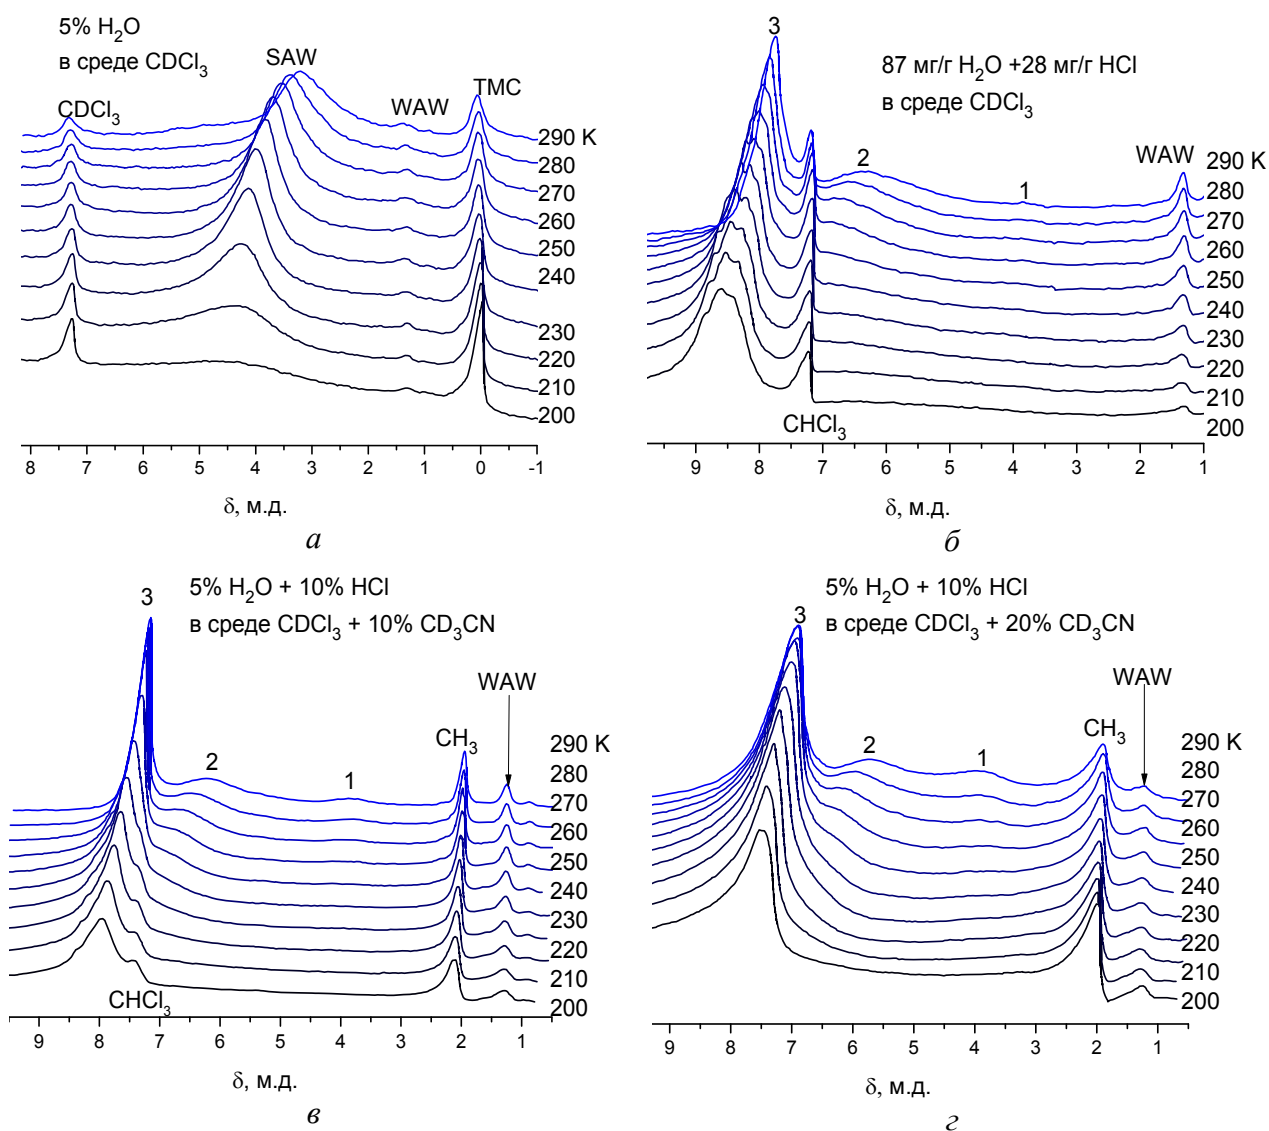 5% H₂O
в среде CDCl₃
CDCl₃
SAW
WAW
TMC
290 K
280
270
260
250
240
230
220
210
200
8 7 6 5 4 3 2 1 0 -1
δ, м.д.
а
3
87 мг/г H₂O +28 мг/г HCl
в среде CDCl₃
2
1
WAW
290 K
280
270
260
250
240
230
220
210
200
CHCl₃
9 8 7 6 5 4 3 2 1
δ, м.д.
б
5% H₂O + 10% HCl
в среде CDCl₃ + 10% CD₃CN
3
2
1
CH₃
WAW
290 K
280
270
260
250
240
230
220
210
200
CHCl₃
9 8 7 6 5 4 3 2 1
δ, м.д.
в
5% H₂O + 10% HCl
в среде CDCl₃ + 20% CD₃CN
3
2
1
CH₃
WAW
290 K
280
270
260
250
240
230
220
210
200
9 8 7 6 5 4 3 2 1
δ, м.д.
г